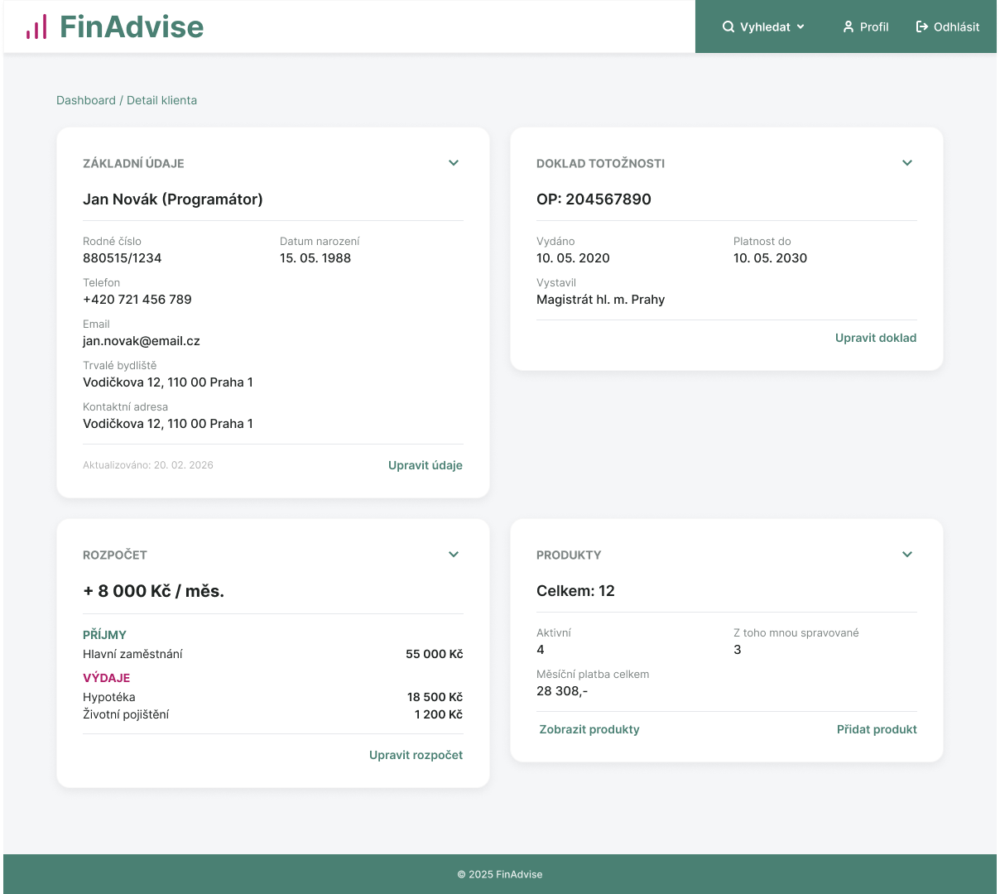 FinAdvise
Vyhledat
Profil
Odhlásit
Dashboard / Detail klienta
ZÁKLADNÍ ÚDAJE
Jan Novák (Programátor)
Rodné číslo
880515/1234
Datum narození
15. 05. 1988
Telefon
+420 721 456 789
Email
jan.novak@email.cz
Trvalé bydliště
Vodičkova 12, 110 00 Praha 1
Kontaktní adresa
Vodičkova 12, 110 00 Praha 1
Aktualizováno: 20. 02. 2026
Upravit údaje
DOKLAD TOTOŽNOSTI
OP: 204567890
Vydáno
10. 05. 2020
Platnost do
10. 05. 2030
Vystavil
Magistrát hl. m. Prahy
Upravit doklad
ROZPOČET
+ 8 000 Kč / měs.
PŘÍJMY
Hlavní zaměstnání 55 000 Kč
VÝDAJE
Hypotéka 18 500 Kč
Životní pojištění 1 200 Kč
Upravit rozpočet
PRODUKTY
Celkem: 12
Aktivní
4
Z toho mnou spravované
3
Měsíční platba celkem
28 308,-
Zobrazit produkty
Přidat produkt
© 2025 FinAdvise